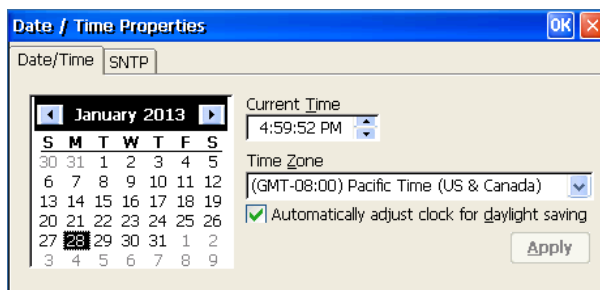 Date / Time Properties OK
Date/Time SNTP
January 2013
S M T W T F S
30 31 1 2 3 4 5
6 7 8 9 10 11 12
13 14 15 16 17 18 19
20 21 22 23 24 25 26
27 28 29 30 31 1 2
3 4 5 6 7 8 9
Current Time
4:59:52 PM
Time Zone
(GMT-08:00) Pacific Time (US & Canada)
Automatically adjust clock for daylight saving
Apply